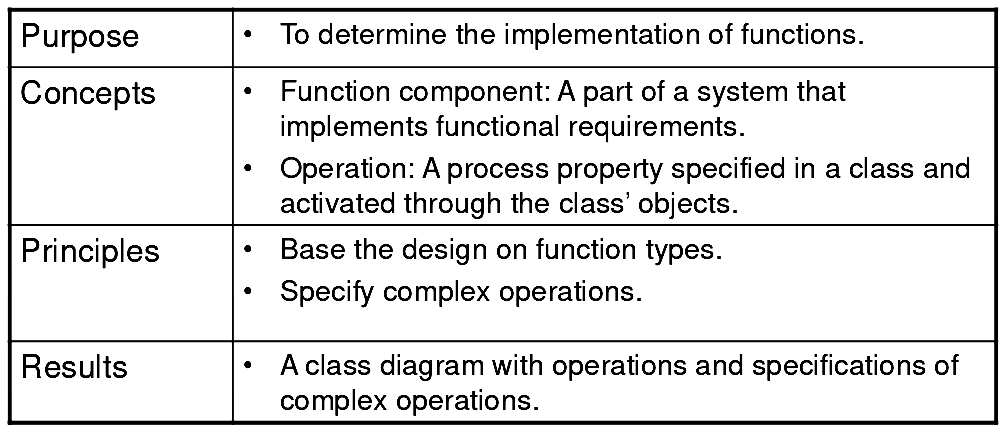 Purpose
• To determine the implementation of functions.
Concepts
• Function component: A part of a system that
implements functional requirements.
• Operation: A process property specified in a class and
activated through the class’ objects.
Principles
• Base the design on function types.
• Specify complex operations.
Results
• A class diagram with operations and specifications of
complex operations.